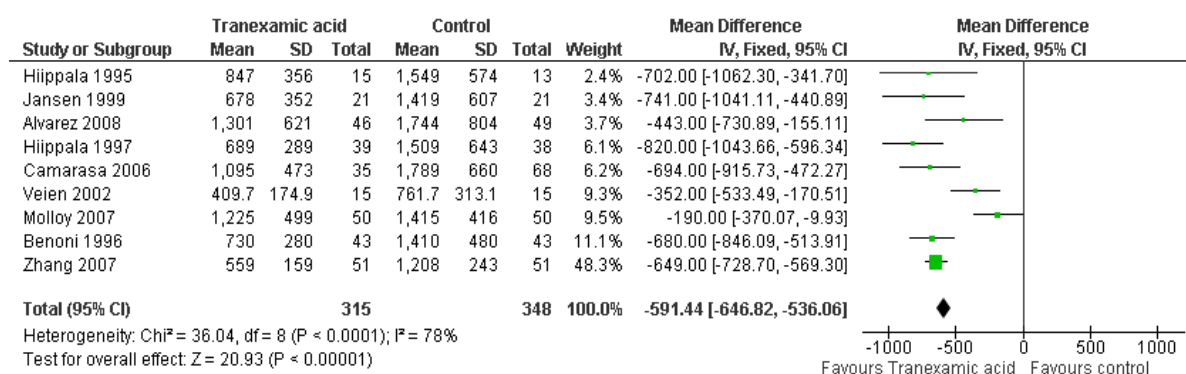 Tranexamic acid Control Mean Difference Mean Difference
Study or Subgroup Mean SD Total Mean SD Total Weight IV, Fixed, 95% CI IV, Fixed, 95% CI
Hiippala 1995 847 356 15 1,549 574 13 2.4% -702.00 [-1062.30, -341.70]
Jansen 1999 678 352 21 1,419 607 21 3.4% -741.00 [-1041.11, -440.89]
Alvarez 2008 1,301 621 46 1,744 804 49 3.7% -443.00 [-730.89, -155.11]
Hiippala 1997 689 289 39 1,509 643 38 6.1% -820.00 [-1043.66, -596.34]
Camarasa 2006 1,095 473 35 1,789 660 68 6.2% -694.00 [-915.73, -472.27]
Veien 2002 409.7 174.9 15 761.7 313.1 15 9.3% -352.00 [-533.49, -170.51]
Molloy 2007 1,225 499 50 1,415 416 50 9.5% -190.00 [-370.07, -9.93]
Benoni 1996 730 280 43 1,410 480 43 11.1% -680.00 [-846.09, -513.91]
Zhang 2007 559 159 51 1,208 243 51 48.3% -649.00 [-728.70, -569.30]
Total (95% CI) 315 348 100.0% -591.44 [-646.82, -536.06]
Heterogeneity: Chi² = 36.04, df = 8 (P < 0.0001); I² = 78%
Test for overall effect: Z = 20.93 (P < 0.00001)
-1000 -500 0 500 1000
Favours Tranexamic acid Favours control